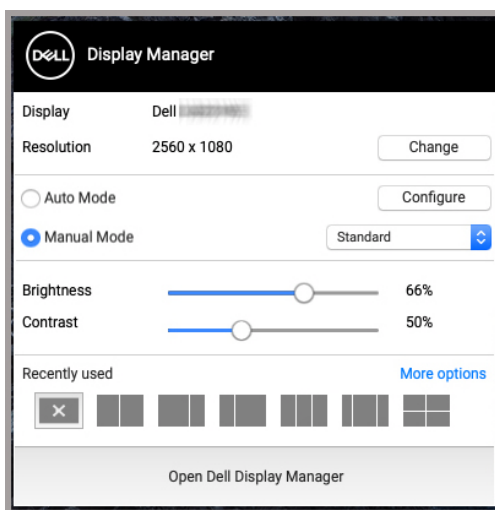 DELL Display Manager
Display Dell
Resolution 2560 x 1080 Change
Auto Mode Configure
Manual Mode Standard
Brightness 66%
Contrast 50%
Recently used More options
Open Dell Display Manager